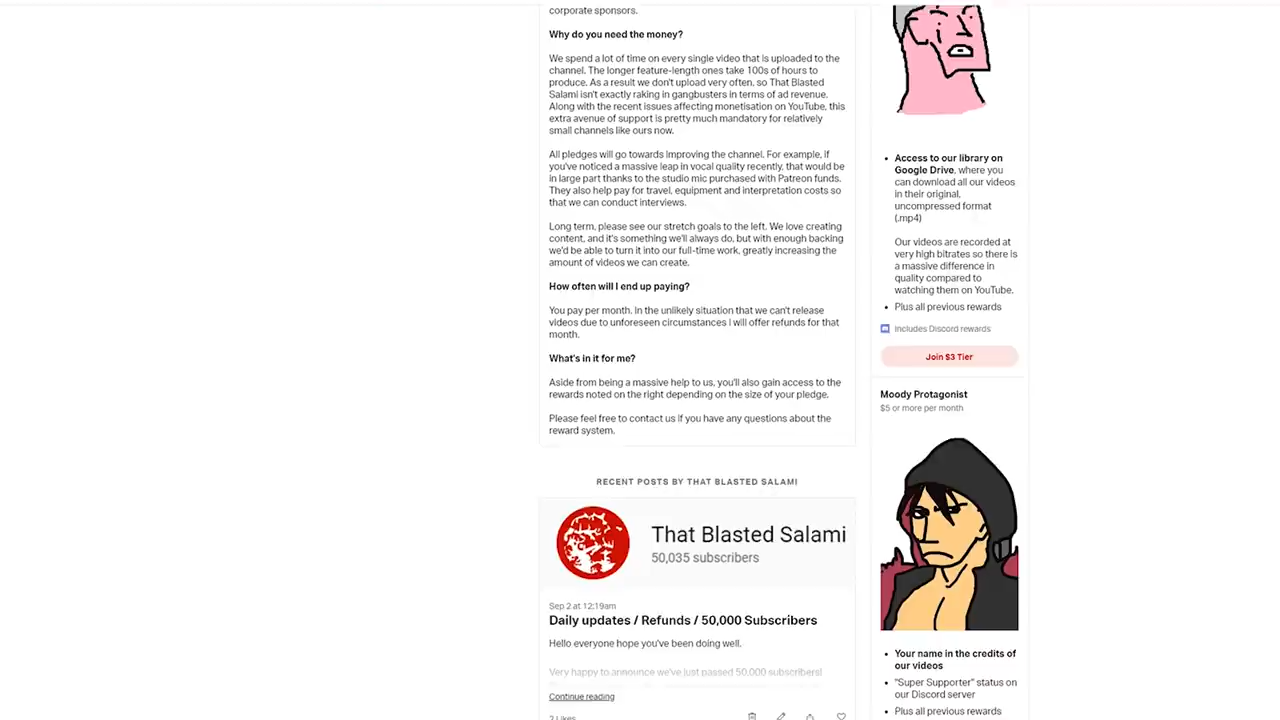 corporate sponsors.
Why do you need the money?
We spend a lot of time on every single video that is uploaded to the
channel. The longer feature-length ones take 100s of hours to
produce. As a result we don't upload very often, so That Blasted
Salami isn't exactly raking in gangbusters in terms of ad revenue.
Along with the recent issues affecting monetisation on YouTube, this
extra avenue of support is pretty much mandatory for relatively
small channels like ours now.
All pledges will go towards improving the channel. For example, if
you've noticed a massive leap in vocal quality recently, that would be
in large part thanks to the studio mic purchased with Patreon funds.
They also help pay for travel, equipment and interpretation costs so
that we can conduct interviews.
Long term, please see our stretch goals to the left. We love creating
content, and it's something we'll always do, but with enough backing
we'd be able to turn it into our full-time work, greatly increasing the
amount of videos we can create.
How often will I end up paying?
You pay per month. In the unlikely situation that we can't release
videos due to unforeseen circumstances I will offer refunds for that
month.
What's in it for me?
Aside from being a massive help to us, you'll also gain access to the
rewards noted on the right depending on the size of your pledge.
Please feel free to contact us if you have any questions about the
reward system.
RECENT POSTS BY THAT BLASTED SALAMI
That Blasted Salami
50,035 subscribers
Sep 2 at 12:19am
Daily updates / Refunds / 50,000 Subscribers
Hello everyone hope you've been doing well.
Very happy to announce we've just passed 50,000 subscribers!
Continue reading
2 Likes
Access to our library on
Google Drive, where you
can download all our videos
in their original,
uncompressed format
(.mp4)
Our videos are recorded at
very high bitrates so there is
a massive difference in
quality compared to
watching them on YouTube.
Plus all previous rewards
Includes Discord rewards
Join $3 Tier
Moody Protagonist
$5 or more per month
Your name in the credits of
our videos
"Super Supporter" status on
our Discord server
Plus all previous rewards